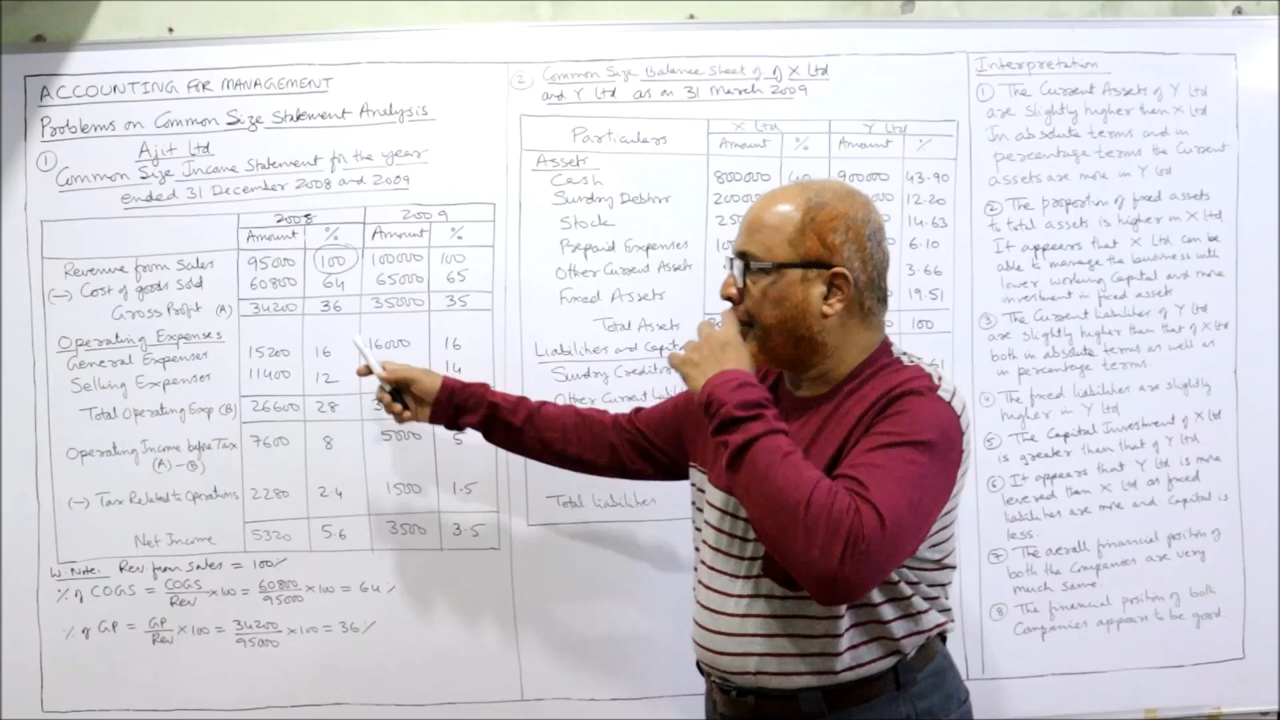 ACCOUNTING FOR MANAGEMENT
Problems on Common Size Statement Analysis
① Ajit Ltd
Common Size Income Statement for the year
ended 31 December 2008 and 2009
2008 2009
Amount % Amount %
Revenue from Sales 95000 100 100000 100
(-) Cost of goods Sold 60800 64 65000 65
Gross Profit (A) 34200 36 35000 35
Operating Expenses
General Expenses 15200 16 16000 16
Selling Expenses 11400 12 14
Total Operating Exp (B) 26600 28
Operating Income before Tax 7600 8 5000 5
(A) - (B)
(-) Tax Related to Operations 2280 2.4 1500 1.5
Net Income 5320 5.6 3500 3.5
W. Note: Rev from Sales = 100%
% of COGS = COGS/Rev × 100 = 60800/95000 × 100 = 64%
% of GP = GP/Rev × 100 = 34200/95000 × 100 = 36%
② Common Size Balance Sheet of X Ltd
and Y Ltd as on 31 March 2009
Particulars X Ltd Y Ltd
Amount % Amount %
Assets
Cash 800000 40 900000 43.90
Sundry Debtors 200000 12.20
Stock 14.63
Prepaid Expenses 6.10
Other Current Assets 3.66
Fixed Assets 19.51
Total Assets 100
Liabilities and
Sundry Creditors
Other Current
Total liabilities
Interpretation
① The Current Assets of Y Ltd
are Slightly higher than X Ltd
In absolute terms and in
percentage terms the Current
assets are more in Y Ltd
② The proportion of fixed assets
to total assets is higher in X Ltd
It appears that X Ltd can be
able to manage the business with
lower working Capital and more
investment in fixed assets
③ The Current liabilities of Y Ltd
are slightly higher than that of X Ltd
both in absolute terms as well as
in percentage terms.
④ The fixed liabilities are slightly
higher in Y Ltd
⑤ The Capital Investment of X Ltd
is greater than that of Y Ltd
⑥ It appears that Y Ltd is more
levered than X Ltd as fixed
liabilities are more and Capital is
less.
⑦ The overall financial position of
both the Companies are very
much same.
⑧ The financial position of both
Companies appear to be good